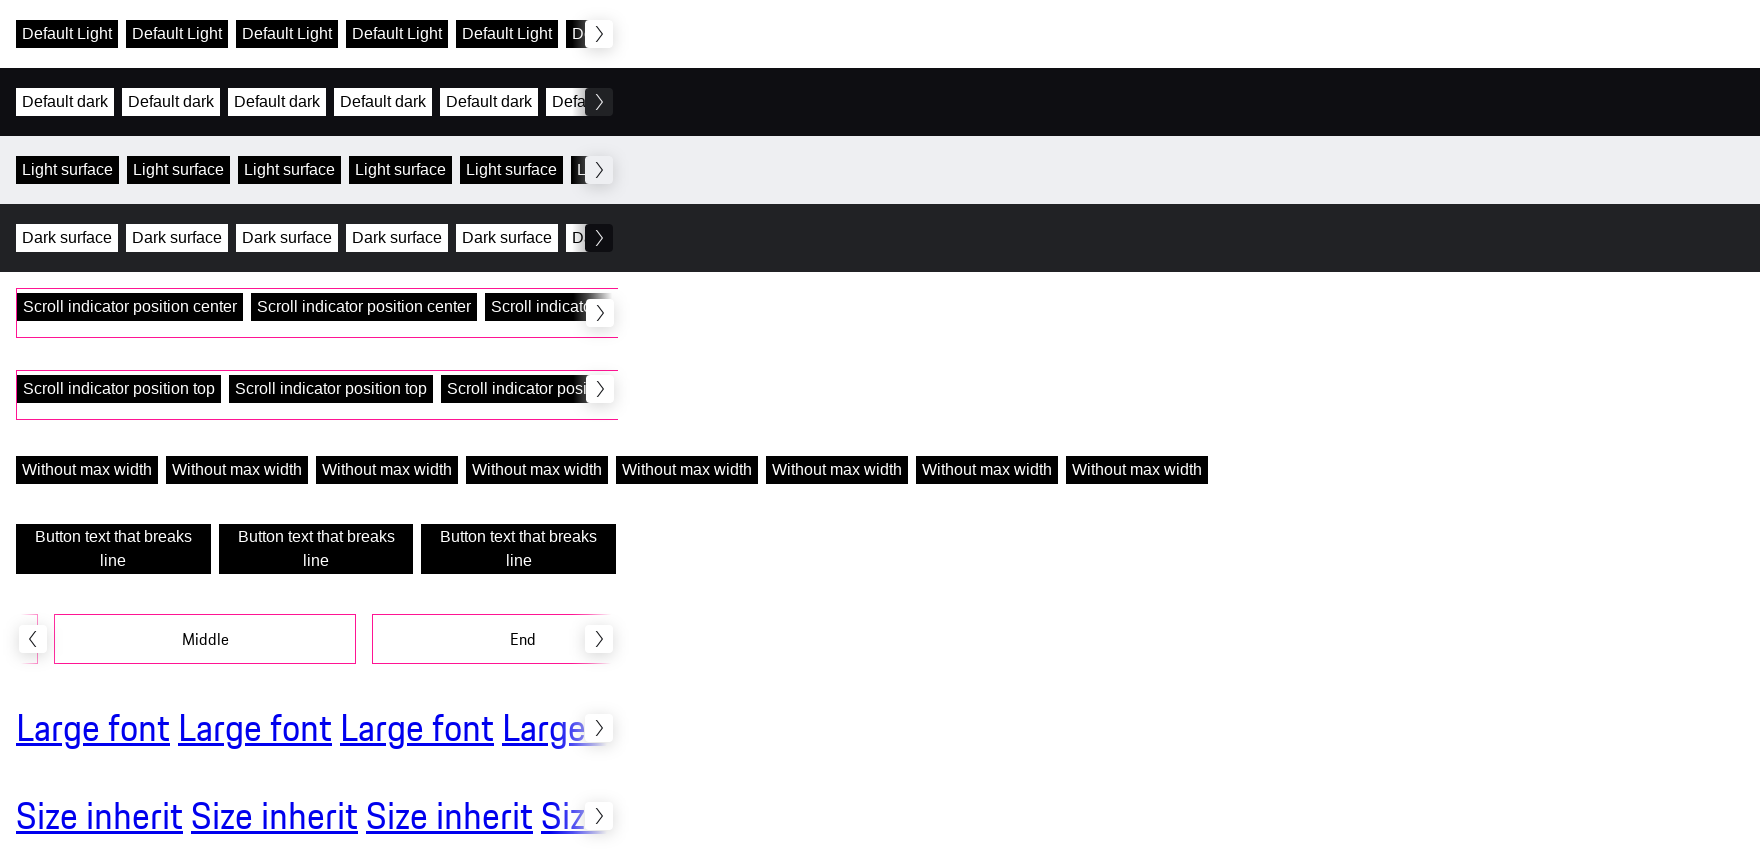 Default Light Default Light Default Light Default Light Default Light D
Default dark Default dark Default dark Default dark Default dark Defa
Light surface Light surface Light surface Light surface Light surface L
Dark surface Dark surface Dark surface Dark surface Dark surface D
Scroll indicator position center Scroll indicator position center Scroll indicato
Scroll indicator position top Scroll indicator position top Scroll indicator posi
Without max width Without max width Without max width Without max width Without max width Without max width Without max width Without max width
Button text that breaks Button text that breaks Button text that breaks
line line line
Middle End
Large font Large font Large font Large
Size inherit Size inherit Size inherit Siz